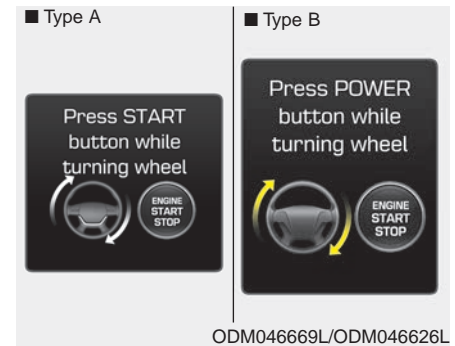 ■ Type A
Press START
button while
turning wheel
ENGINE
START
STOP
■ Type B
Press POWER
button while
turning wheel
ENGINE
START
STOP
ODM046669L/ODM046626L